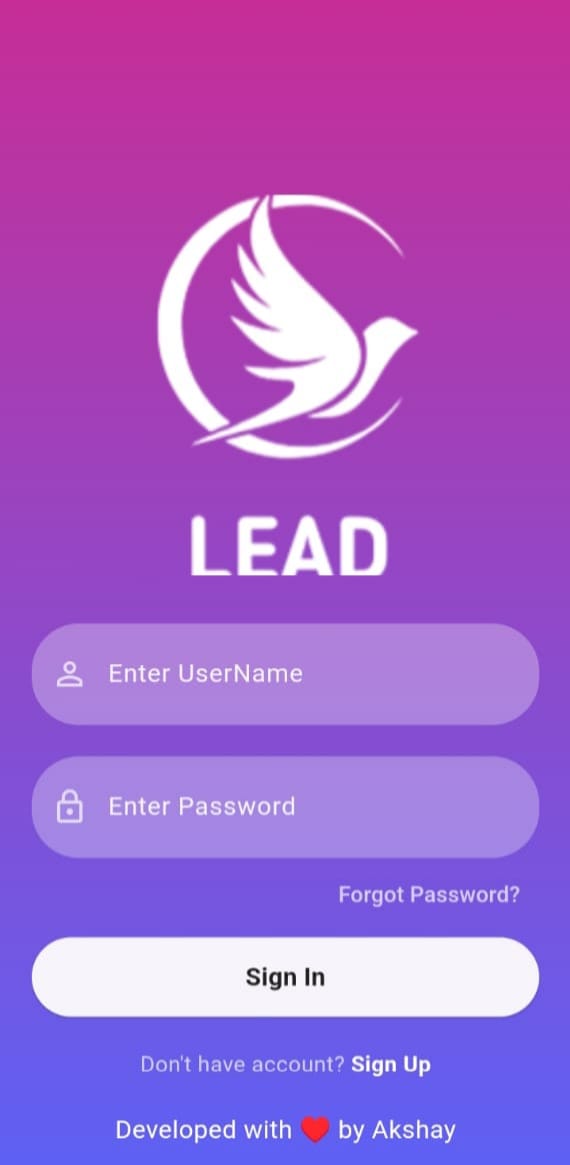 LEAD
Enter UserName
Enter Password
Forgot Password?
Sign In
Don't have account? Sign Up
Developed with ❤️ by Akshay